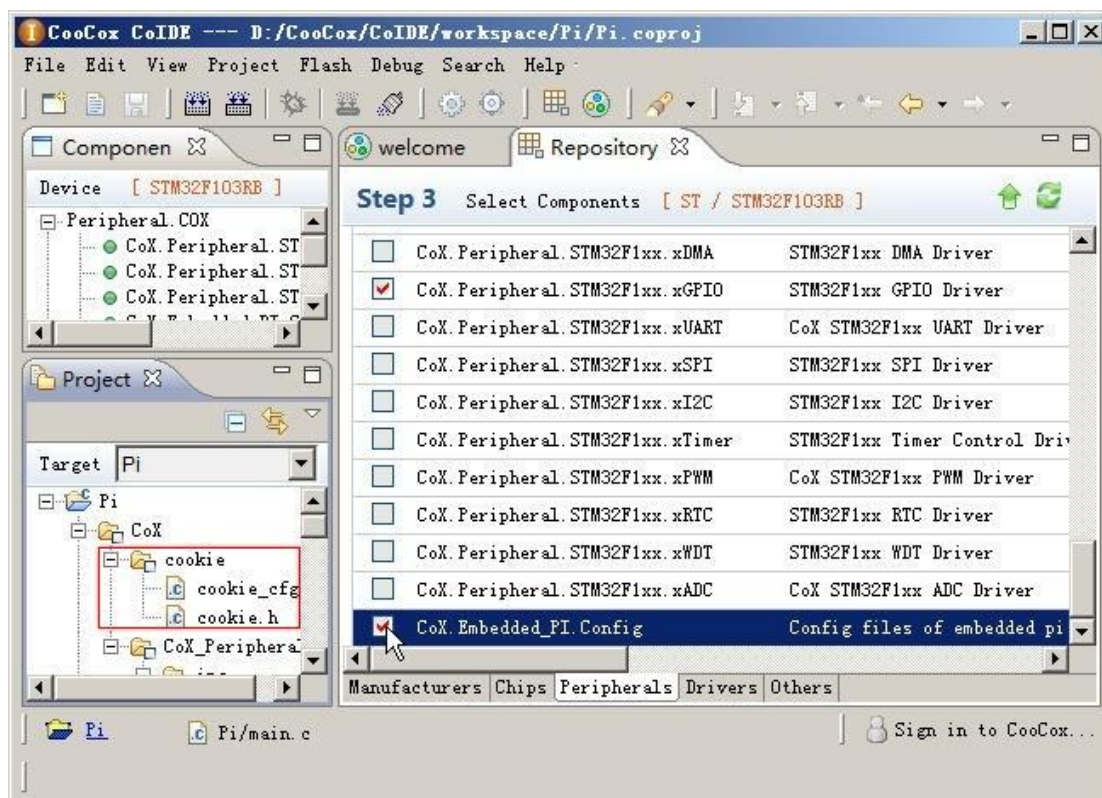 CooCox CoIDE --- D:/CooCox/CoIDE/workspace/Pi/Pi.coproj
File Edit View Project Flash Debug Search Help
Componen
Device [ STM32F103RB ]
Peripheral.COX
CoX.Peripheral.ST
CoX.Peripheral.ST
CoX.Peripheral.ST
Project
Target Pi
Pi
CoX
cookie
cookie_cfg
cookie.h
CoX_Periphera
welcome Repository
Step 3 Select Components [ ST / STM32F103RB ]
CoX.Peripheral.STM32F1xx.xDMA STM32F1xx DMA Driver
CoX.Peripheral.STM32F1xx.xGPIO STM32F1xx GPIO Driver
CoX.Peripheral.STM32F1xx.xUART CoX STM32F1xx UART Driver
CoX.Peripheral.STM32F1xx.xSPI STM32F1xx SPI Driver
CoX.Peripheral.STM32F1xx.xI2C STM32F1xx I2C Driver
CoX.Peripheral.STM32F1xx.xTimer STM32F1xx Timer Control Driv
CoX.Peripheral.STM32F1xx.xPWM CoX STM32F1xx PWM Driver
CoX.Peripheral.STM32F1xx.xRTC STM32F1xx RTC Driver
CoX.Peripheral.STM32F1xx.xWDT STM32F1xx WDT Driver
CoX.Peripheral.STM32F1xx.xADC CoX STM32F1xx ADC Driver
CoX.Embedded_PI.Config Config files of embedded pi
Manufacturers Chips Peripherals Drivers Others
Pi Pi/main.c Sign in to CooCox...